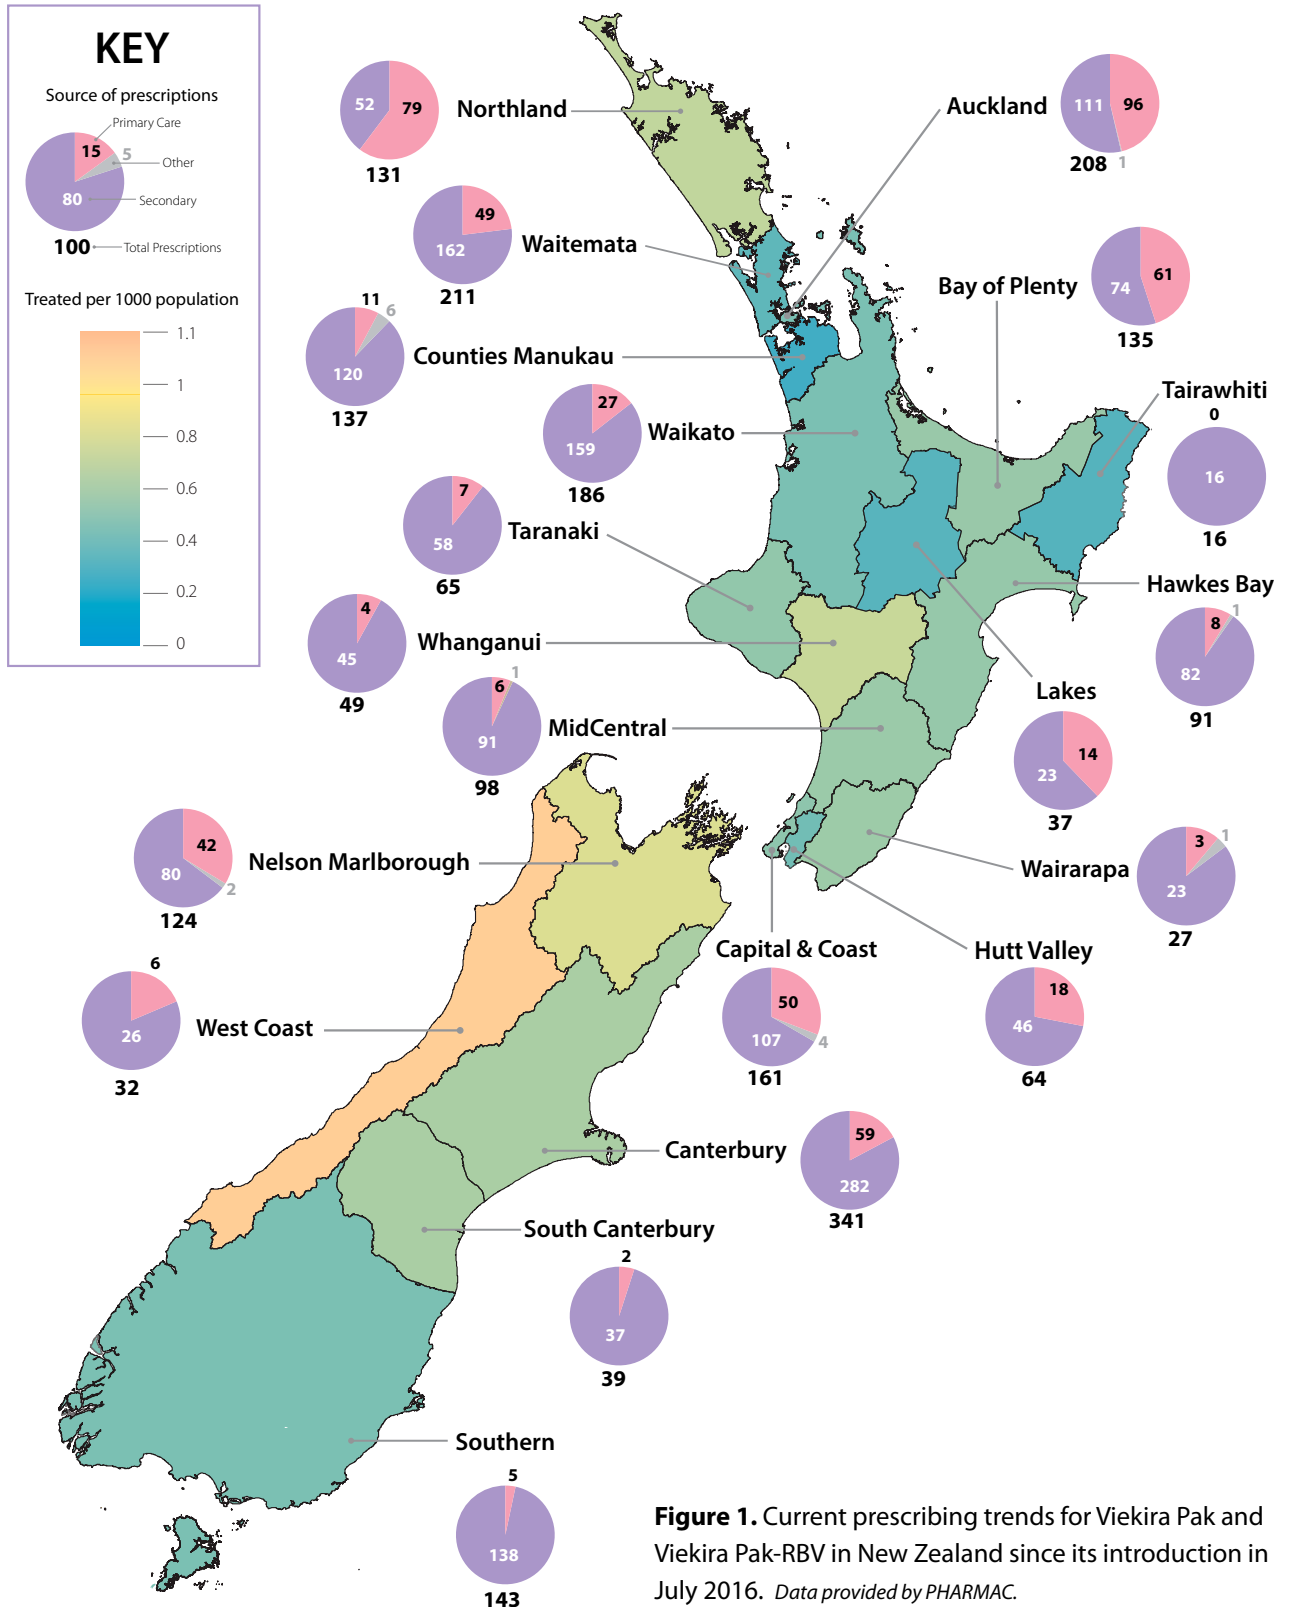 KEY
Source of prescriptions
Primary Care
15
5
Other
80
Secondary
100
Total Prescriptions
Treated per 1000 population
1.1
1
0.8
0.6
0.4
0.2
0
52
79
131
Northland
Auckland
111
96
208
1
49
162
211
Waitemata
Bay of Plenty
74
61
135
11
6
120
137
Counties Manukau
Tairawhiti
0
16
16
27
159
186
Waikato
7
58
65
Taranaki
Hawkes Bay
8
1
82
91
4
45
49
Whanganui
Lakes
14
23
37
6
1
91
98
MidCentral
Wairarapa
3
1
23
27
42
80
2
124
Nelson Marlborough
Capital & Coast
50
107
4
161
Hutt Valley
18
46
64
6
26
32
West Coast
Canterbury
59
282
341
South Canterbury
2
37
39
Southern
5
138
143
Figure 1. Current prescribing trends for Viekira Pak and
Viekira Pak-RBV in New Zealand since its introduction in
July 2016. Data provided by PHARMAC.